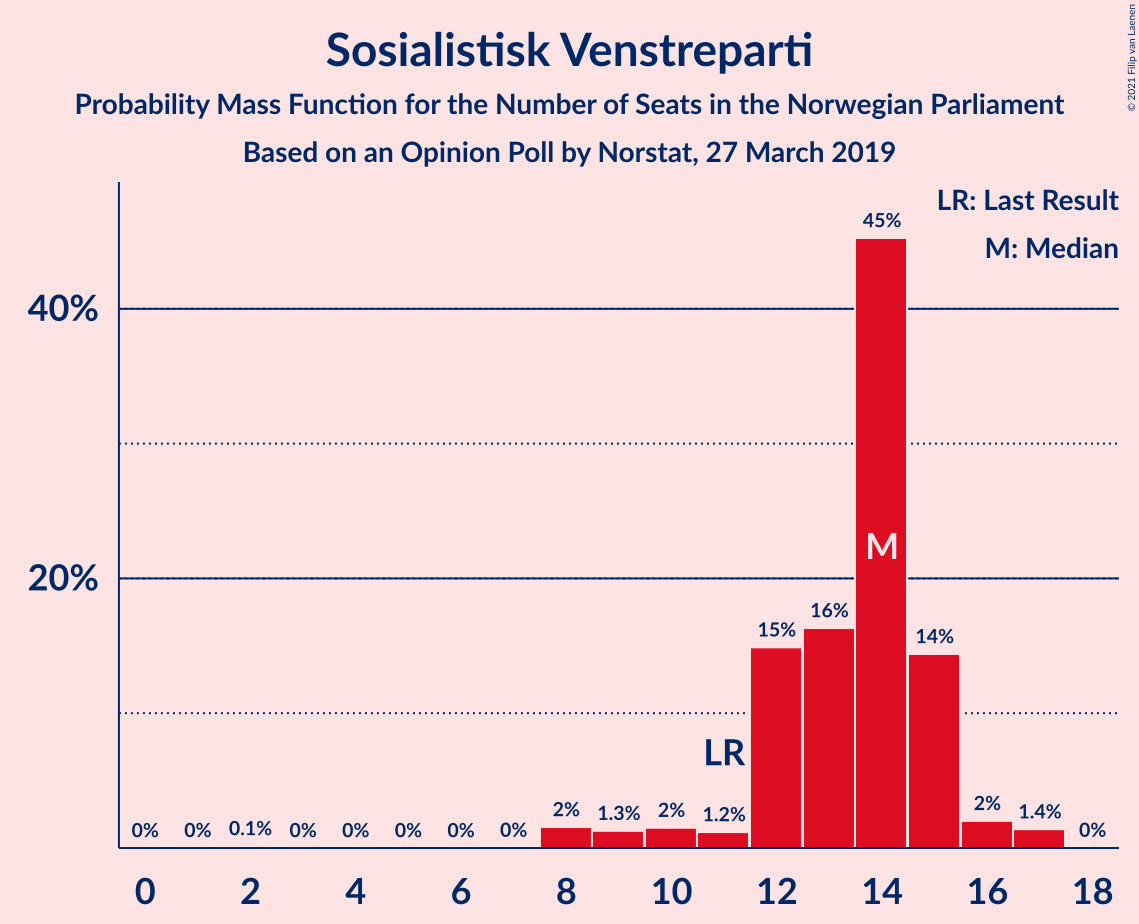 Sosialistisk Venstreparti
Probability Mass Function for the Number of Seats in the Norwegian Parliament
Based on an Opinion Poll by Norstat, 27 March 2019
© 2021 Filip van Laenen
LR: Last Result
M: Median
40%
20%
0% 0% 0.1% 0% 0% 0% 0% 0% 2% 1.3% 2% 1.2% 15% 16% 45% 14% 2% 1.4% 0%
LR
M
0 2 4 6 8 10 12 14 16 18